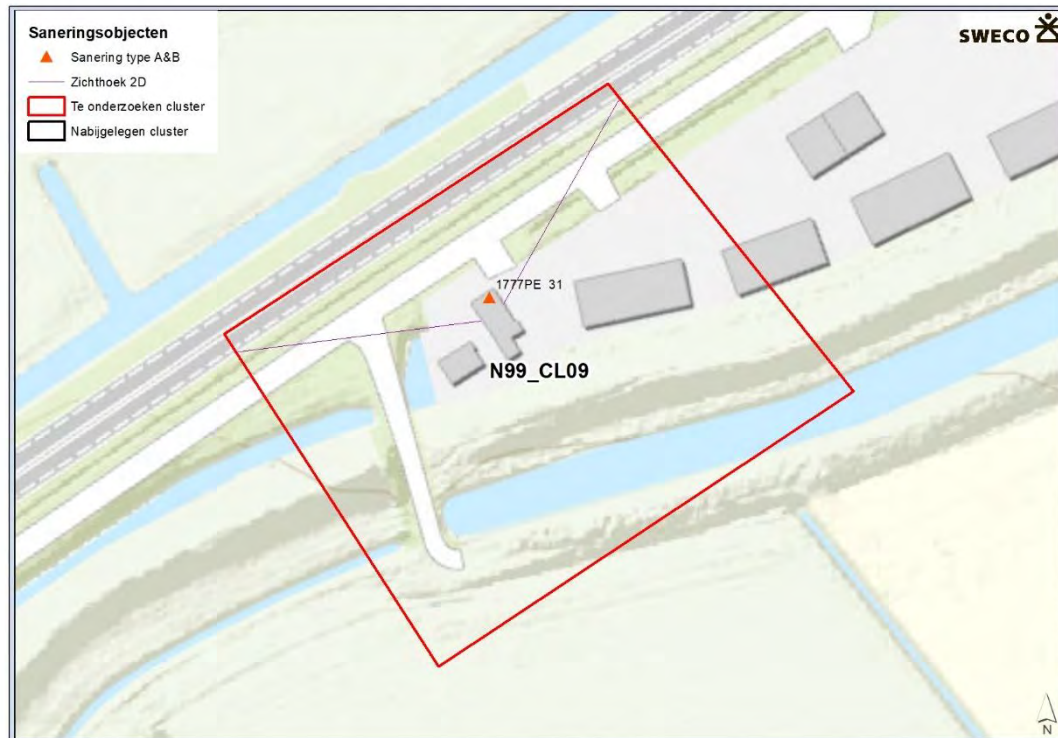 Saneringsobjecten
Sanering type A&B
Zichthoek 2D
Te onderzoeken cluster
Nabijgelegen cluster
SWECO
1777PE 31
N99_CL09
N